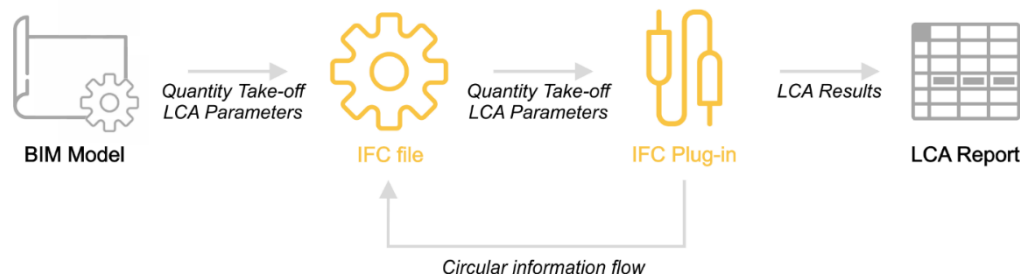 Quantity Take-off
LCA Parameters
Quantity Take-off
LCA Parameters
LCA Results
BIM Model
IFC file
IFC Plug-in
LCA Report
Circular information flow